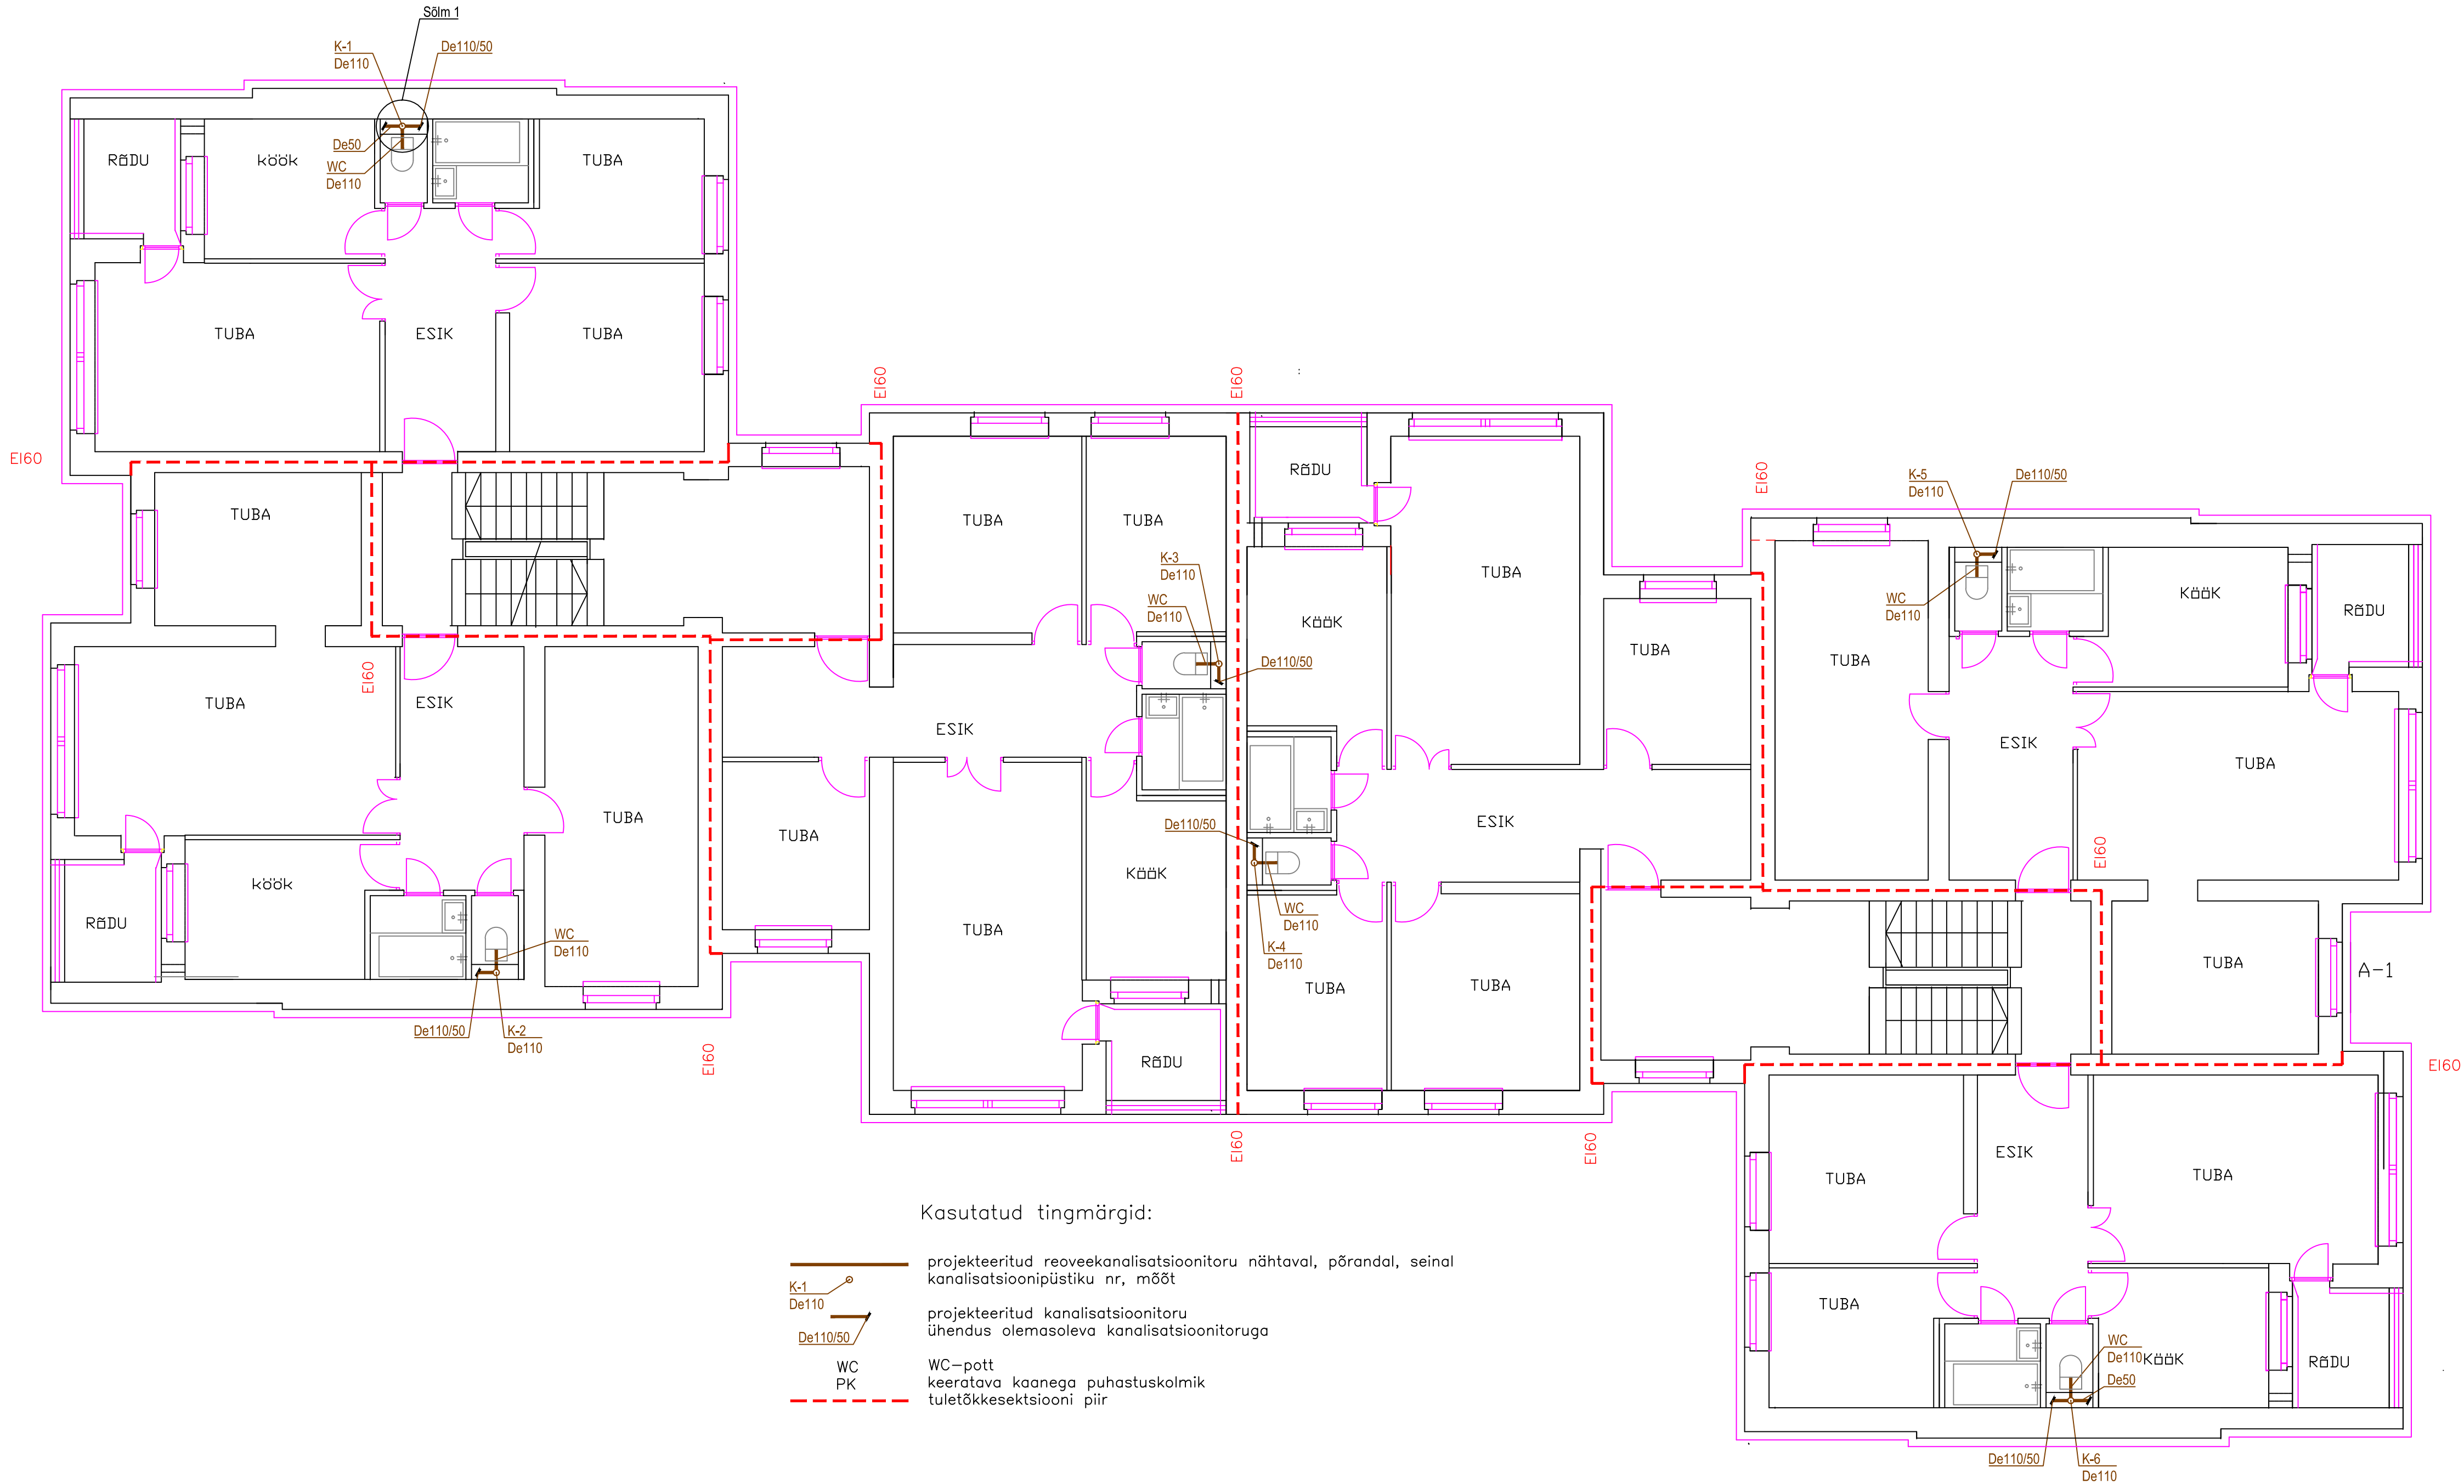 Sõlm 1
K-1
De110
De110/50
De50
WC
De110
RõDU
köök
TUBA
TUBA
ESIK
TUBA
EI60
EI60
EI60
EI60
TUBA
TUBA
TUBA
RõDU
TUBA
K-3
De110
WC
De110
De110/50
KööK
TUBA
K-5
De110
De110/50
WC
De110
KööK
RõDU
TUBA
ESIK
TUBA
EI60
TUBA
ESIK
EI60
TUBA
ESIK
TUBA
KööK
De110/50
WC
De110
K-4
De110
ESIK
köök
RõDU
WC
De110
De110/50
K-2
De110
EI60
TUBA
RõDU
EI60
TUBA
TUBA
EI60
TUBA
A-1
EI60
TUBA
ESIK
TUBA
TUBA
WC
De110
KööK
De50
RõDU
De110/50
K-6
De110
Kasutatud tingmärgid:
projekteeritud reoveekanalisatsioonitoru nähtaval, põrandal, seinal
K-1
De110
kanalisatsioonipüstiku nr, mõõt
De110/50
projekteeritud kanalisatsioonitoru
ühendus olemasoleva kanalisatsioonitoruga
WC WC-pott
PK keeratava kaanega puhastuskolmik
tuletõkkesektsiooni piir